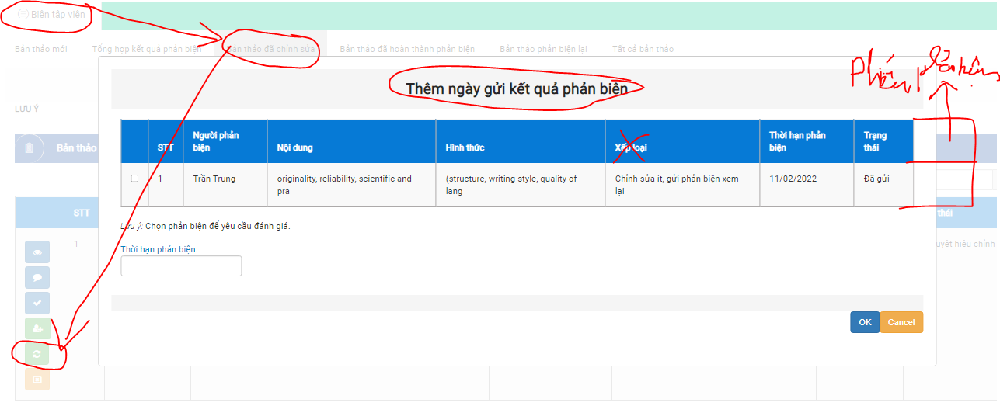 Biên tập viên
Bản thảo mới Tổng hợp kết quả phản biện Bản thảo đã chỉnh sửa Bản thảo đã hoàn thành phản biện Bản thảo phản biện lại Tất cả bản thảo
Thêm ngày gửi kết quả phản biện
Phiếu phản biện
LƯU Ý
Bản thảo
STT Người phản biện Nội dung Hình thức Xếp loại Thời hạn phản biện Trạng thái
1 Trần Trung originality, reliability, scientific and pra (structure, writing style, quality of lang Chỉnh sửa ít, gửi phản biện xem lại 11/02/2022 Đã gửi
STT thái
Lưu ý: Chọn phản biện để yêu cầu đánh giá.
1 uyệt hiệu chỉnh
Thời hạn phản biện:
OK Cancel